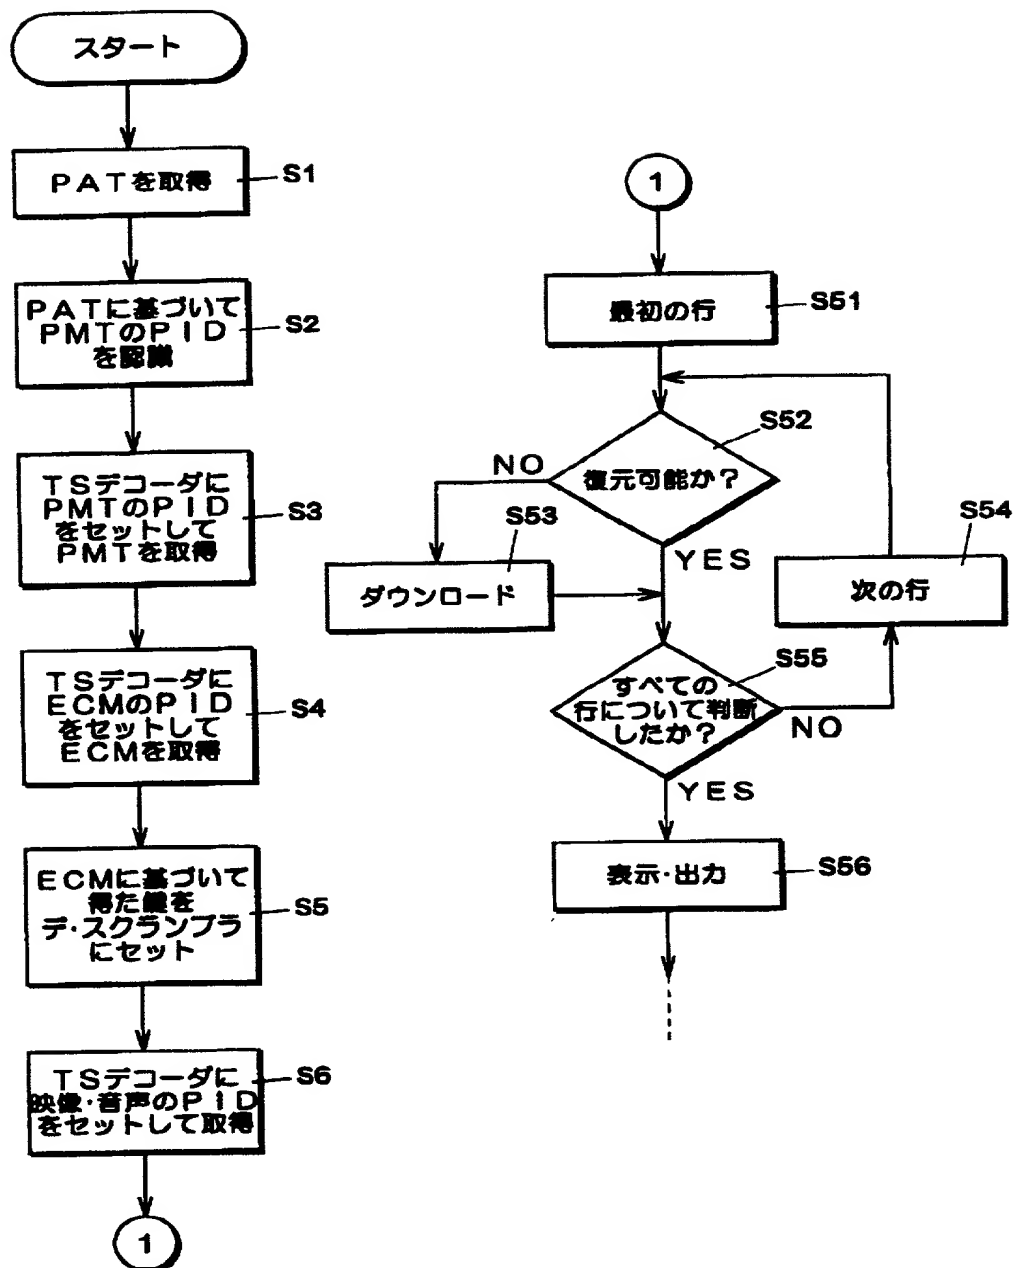 スタート
PATを取得
S1
PATに基づいて
PMTのPID
を認識
S2
TSデコーダに
PMTのPID
をセットして
PMTを取得
S3
TSデコーダに
ECMのPID
をセットして
ECMを取得
S4
ECMに基づいて
得た鍵を
デ・スクランブラ
にセット
S5
TSデコーダに
映像・音声のPID
をセットして取得
S6
1
1
最初の行
S51
復元可能か？
S52
NO
YES
ダウンロード
S53
次の行
S54
すべての
行について判断
したか？
S55
NO
YES
表示・出力
S56